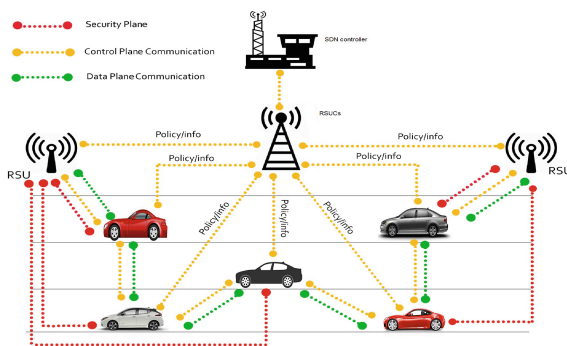 Security Plane
Control Plane Communication
Data Plane Communication
SDN controller
RSUCs
Policy/info
Policy/info
Policy/info
Policy/info
RSU
RSU
Policy/info
Policy/info
Policy/info